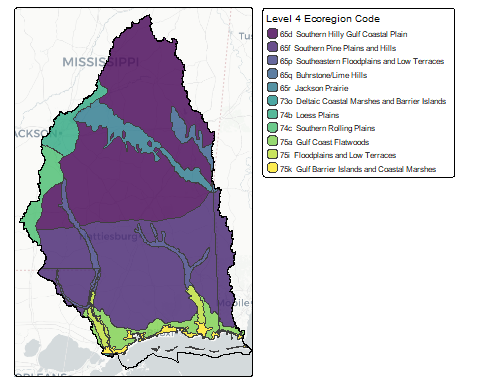 MISSISSIPPI
Tus
ACKSON
Hattiesburg
Mobile
ORLEANS
Level 4 Ecoregion Code
65d Southern Hilly Gulf Coastal Plain
65f Southern Pine Plains and Hills
65p Southeastern Floodplains and Low Terraces
65q Buhrstone/Lime Hills
65r Jackson Prairie
73o Deltaic Coastal Marshes and Barrier Islands
74b Loess Plains
74c Southern Rolling Plains
75a Gulf Coast Flatwoods
75i Floodplains and Low Terraces
75k Gulf Barrier Islands and Coastal Marshes